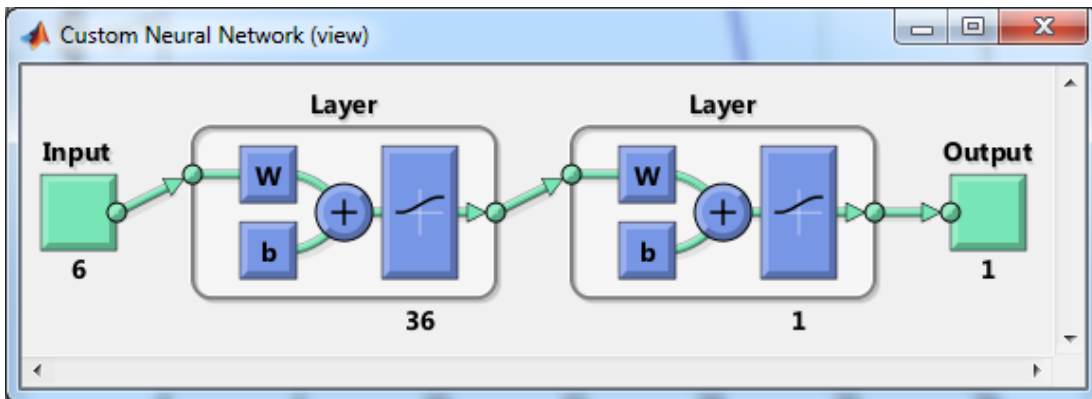 Custom Neural Network (view)
Layer
Layer
Input
Output
W
W
b
b
6
1
36
1